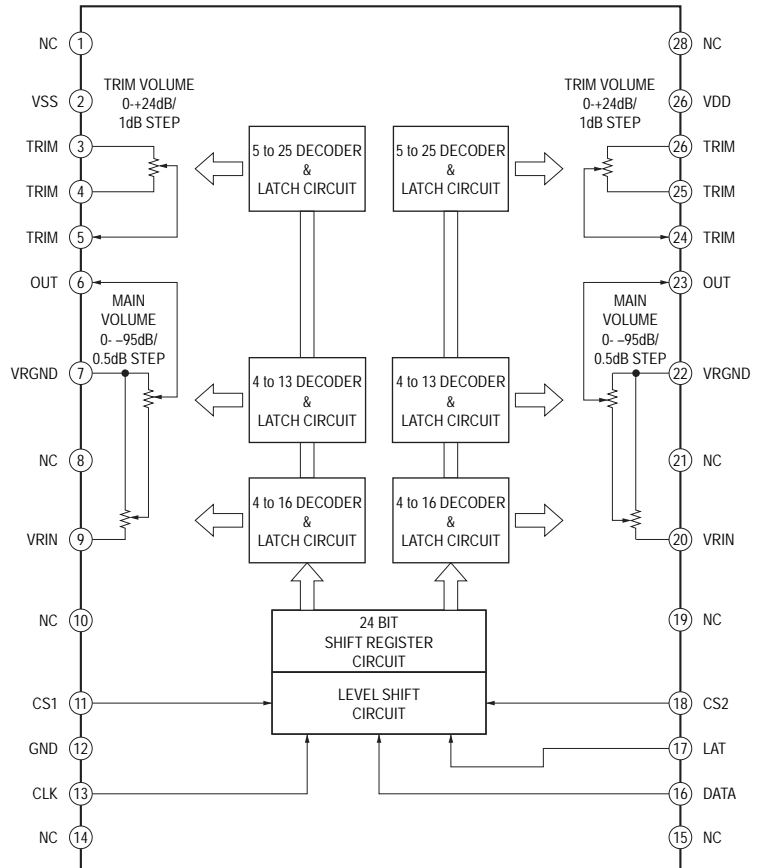 NC 1
28 NC
TRIM VOLUME
0-+24dB/
1dB STEP
TRIM VOLUME
0-+24dB/
1dB STEP
VSS 2
26 VDD
TRIM 3
26 TRIM
5 to 25 DECODER
&
LATCH CIRCUIT
5 to 25 DECODER
&
LATCH CIRCUIT
TRIM 4
25 TRIM
TRIM 5
24 TRIM
OUT 6
23 OUT
MAIN
VOLUME
0- –95dB/
0.5dB STEP
MAIN
VOLUME
0- –95dB/
0.5dB STEP
VRGND 7
22 VRGND
4 to 13 DECODER
&
LATCH CIRCUIT
4 to 13 DECODER
&
LATCH CIRCUIT
NC 8
21 NC
4 to 16 DECODER
&
LATCH CIRCUIT
4 to 16 DECODER
&
LATCH CIRCUIT
VRIN 9
20 VRIN
NC 10
19 NC
24 BIT
SHIFT REGISTER
CIRCUIT
LEVEL SHIFT
CIRCUIT
CS1 11
18 CS2
GND 12
17 LAT
CLK 13
16 DATA
NC 14
15 NC